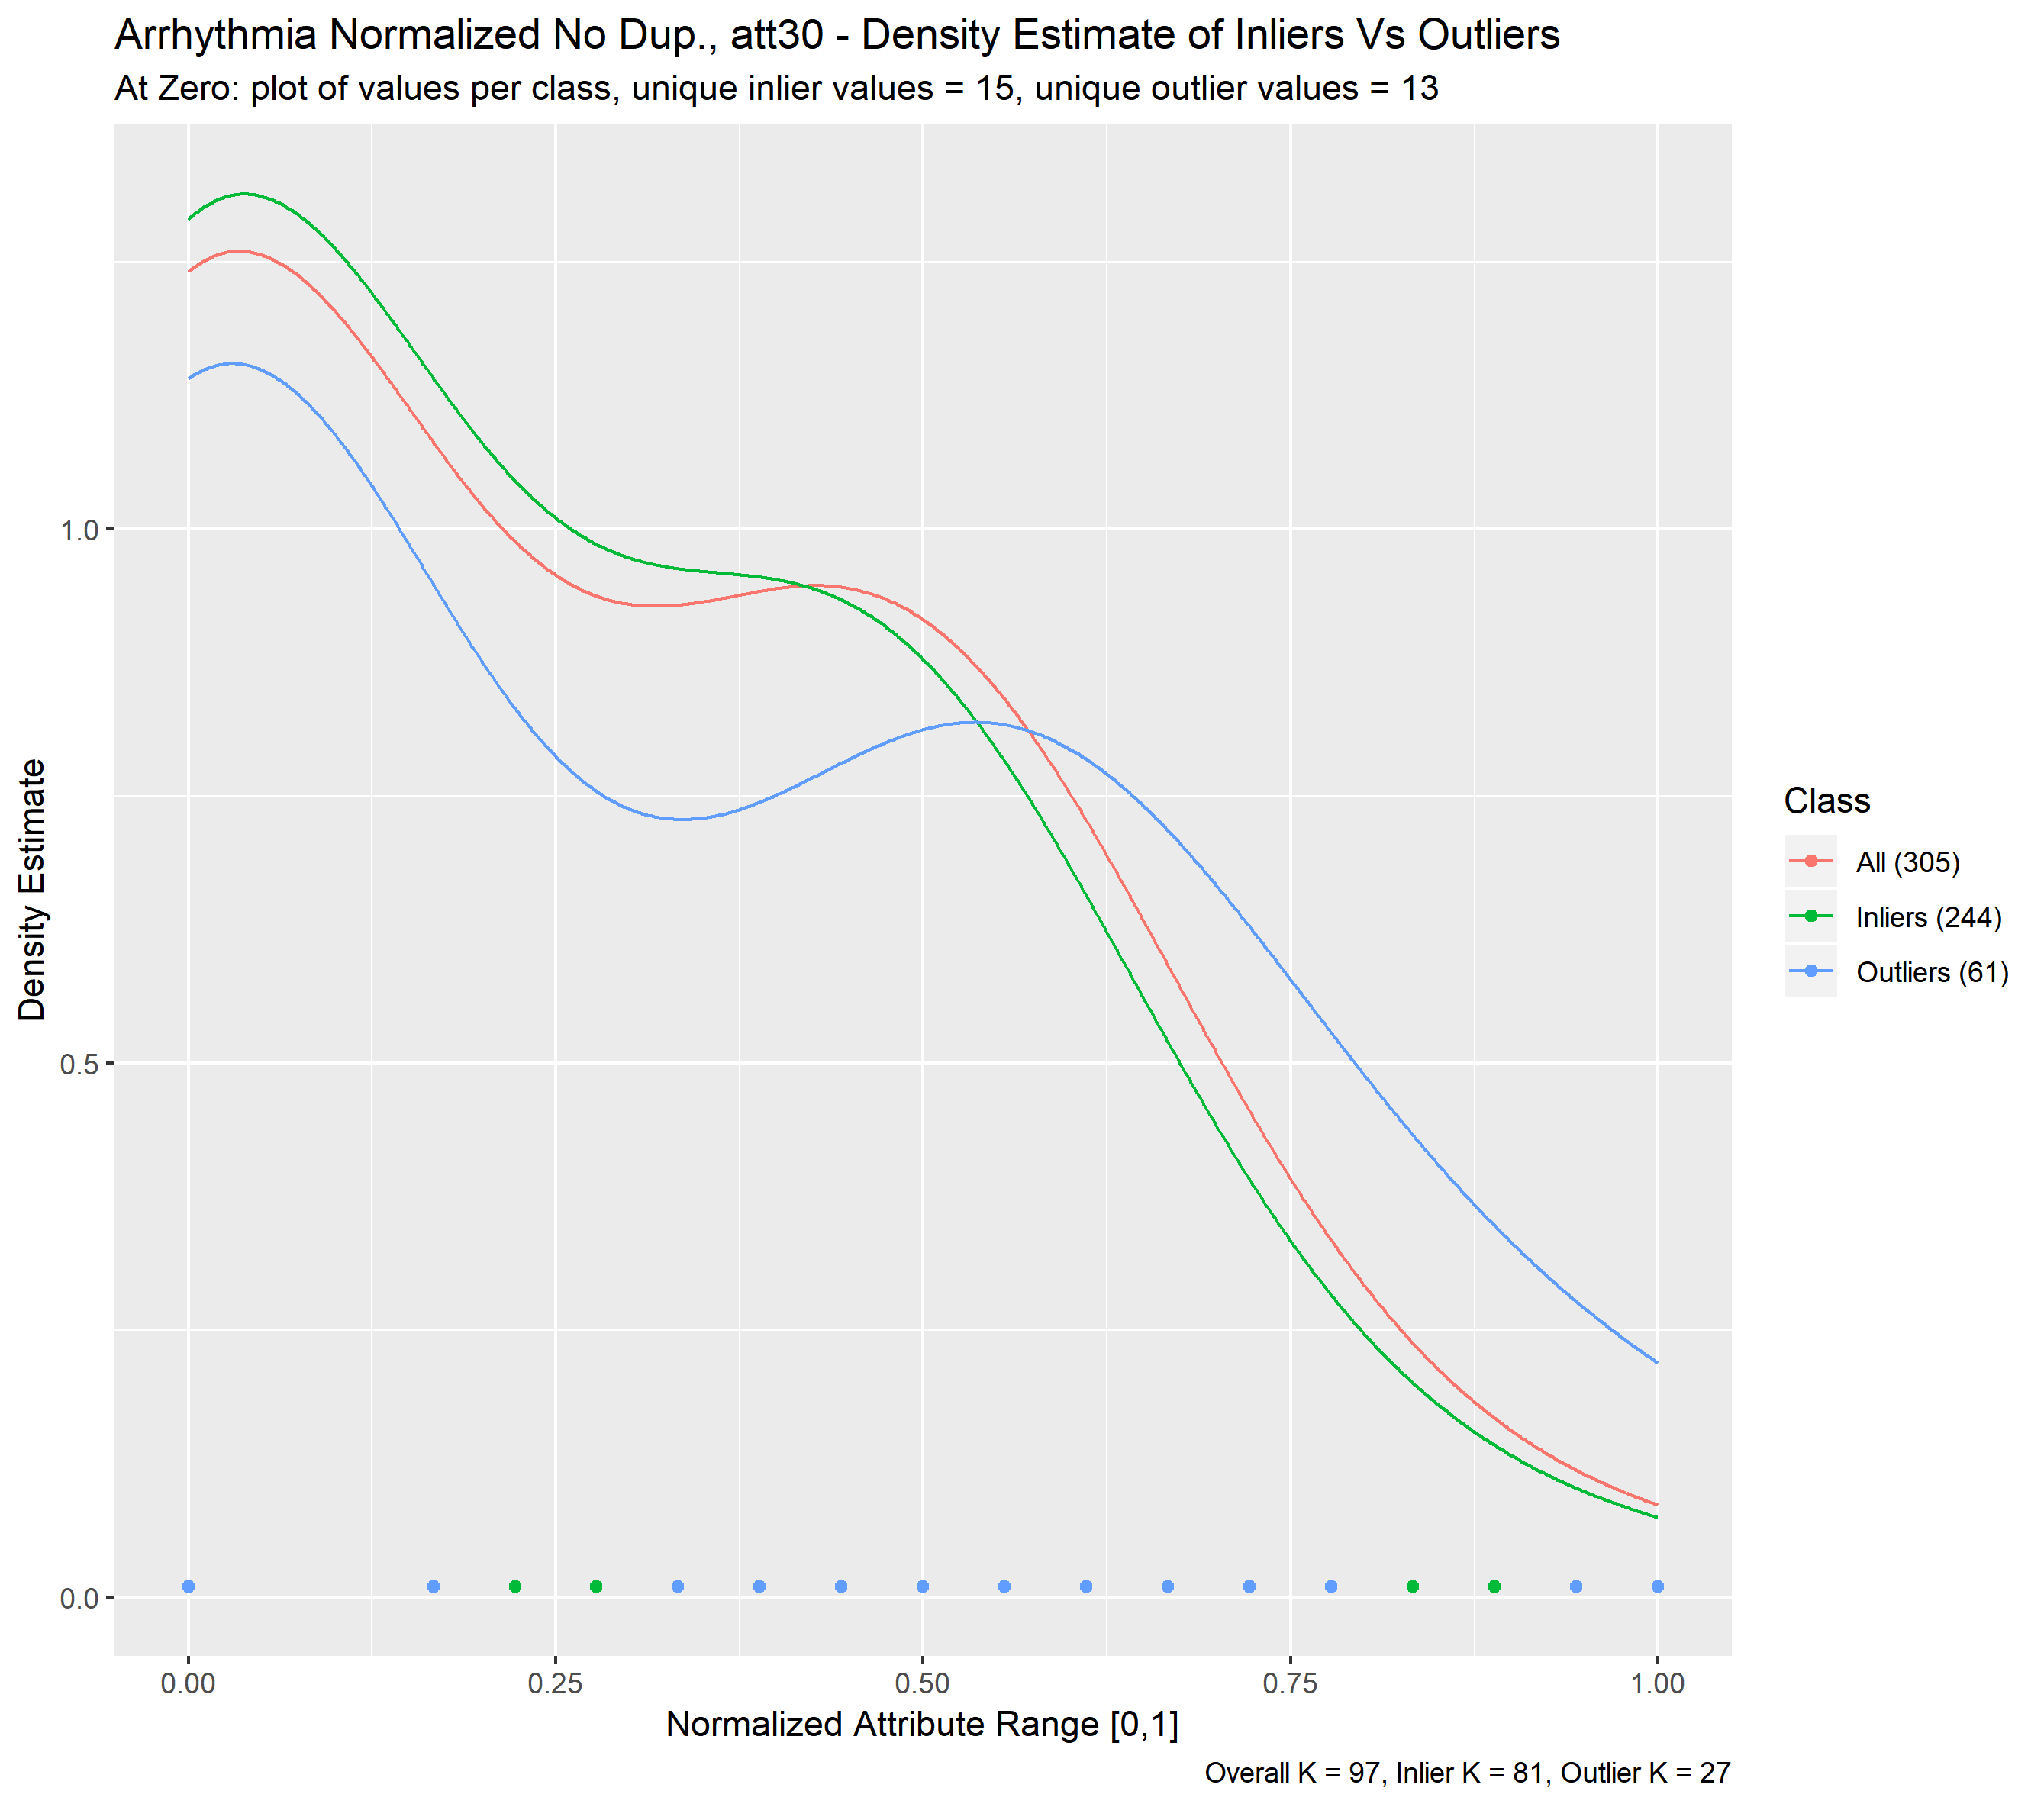 Arrhythmia Normalized No Dup., att30 - Density Estimate of Inliers Vs Outliers
At Zero: plot of values per class, unique inlier values = 15, unique outlier values = 13
Density Estimate
1.0
0.5
0.0
0.00 0.25 0.50 0.75 1.00
Normalized Attribute Range [0,1]
Overall K = 97, Inlier K = 81, Outlier K = 27
Class
All (305)
Inliers (244)
Outliers (61)